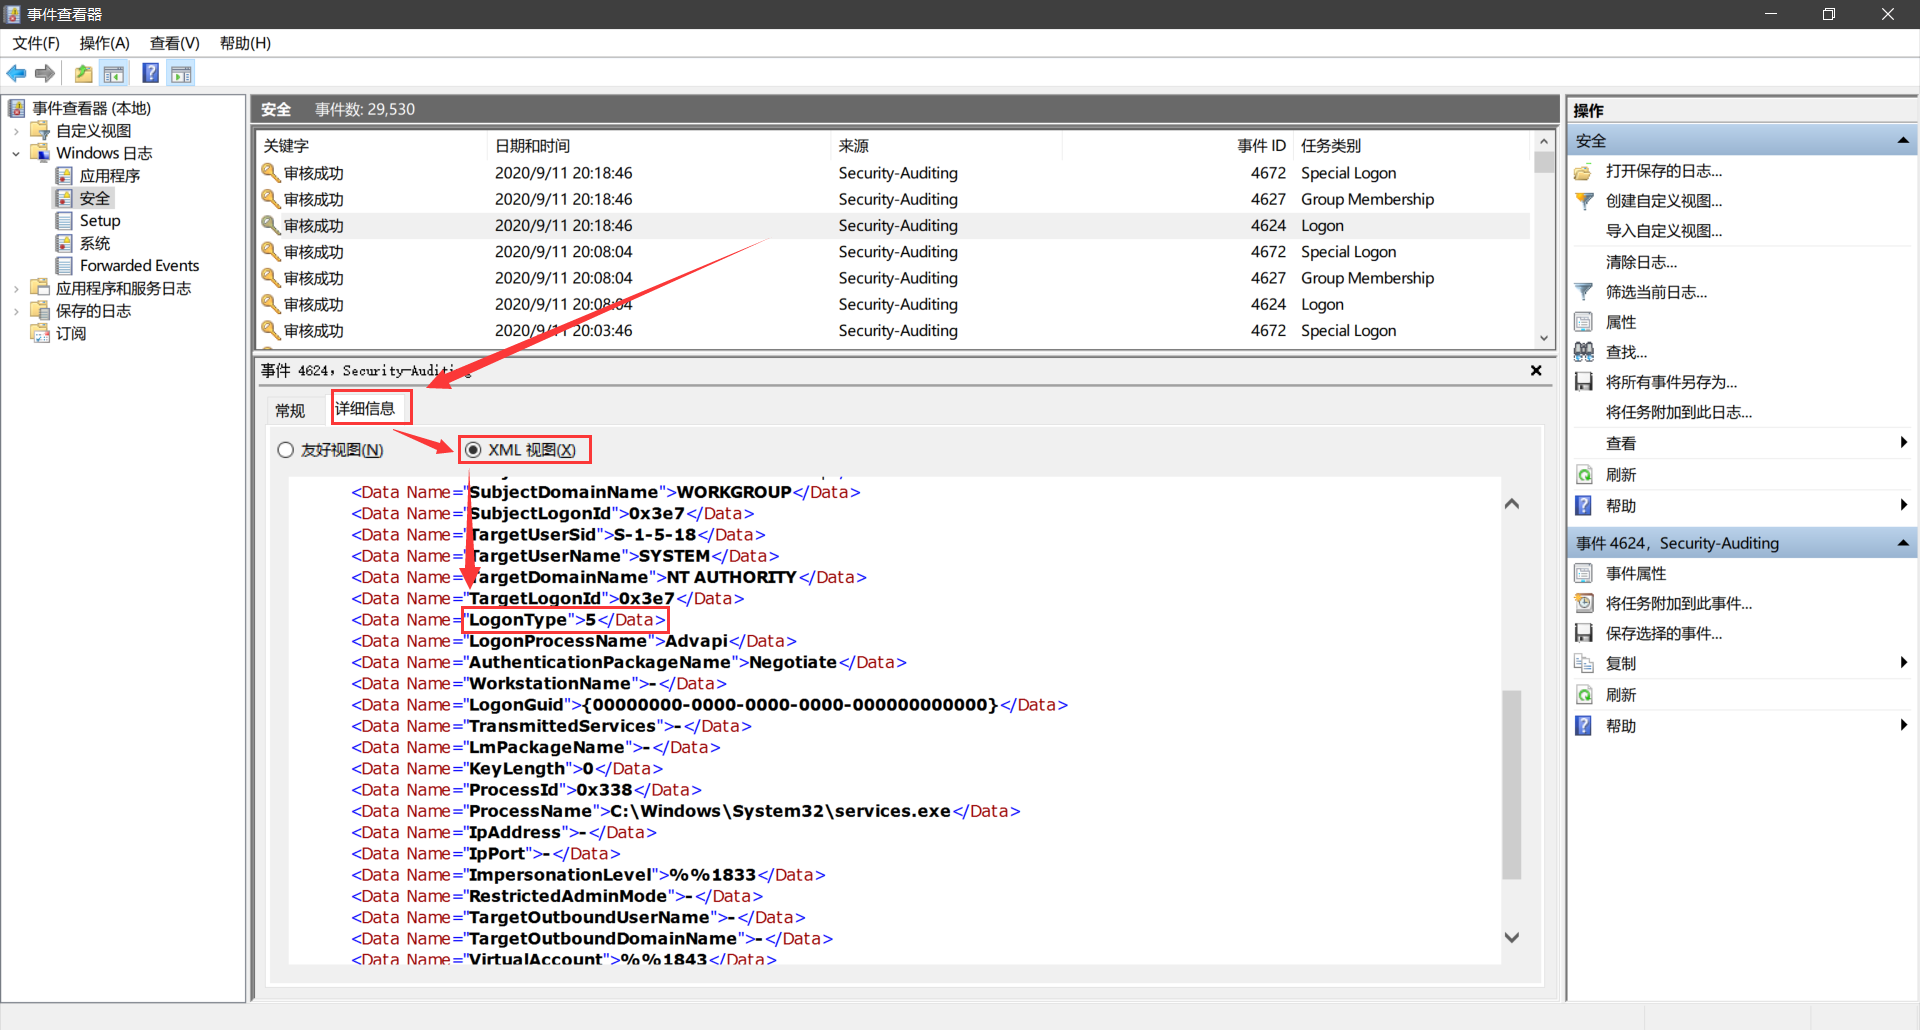 事件查看器
文件(F) 操作(A) 查看(V) 帮助(H)
事件查看器 (本地)
自定义视图
Windows 日志
应用程序
安全
Setup
系统
Forwarded Events
应用程序和服务日志
保存的日志
订阅
安全 事件数: 29,530
关键字 日期和时间 来源 事件 ID 任务类别
审核成功 2020/9/11 20:18:46 Security-Auditing 4672 Special Logon
审核成功 2020/9/11 20:18:46 Security-Auditing 4627 Group Membership
审核成功 2020/9/11 20:18:46 Security-Auditing 4624 Logon
审核成功 2020/9/11 20:08:04 Security-Auditing 4672 Special Logon
审核成功 2020/9/11 20:08:04 Security-Auditing 4627 Group Membership
审核成功 2020/9/11 20:08:04 Security-Auditing 4624 Logon
审核成功 2020/9/11 20:03:46 Security-Auditing 4672 Special Logon
事件 4624，Security-Auditing
常规 详细信息
友好视图(N) XML 视图(X)
<Data Name="SubjectDomainName">WORKGROUP</Data>
<Data Name="SubjectLogonId">0x3e7</Data>
<Data Name="TargetUserSid">S-1-5-18</Data>
<Data Name="TargetUserName">SYSTEM</Data>
<Data Name="TargetDomainName">NT AUTHORITY</Data>
<Data Name="TargetLogonId">0x3e7</Data>
<Data Name="LogonType">5</Data>
<Data Name="LogonProcessName">Advapi</Data>
<Data Name="AuthenticationPackageName">Negotiate</Data>
<Data Name="WorkstationName">-</Data>
<Data Name="LogonGuid">{00000000-0000-0000-0000-000000000000}</Data>
<Data Name="TransmittedServices">-</Data>
<Data Name="LmPackageName">-</Data>
<Data Name="KeyLength">0</Data>
<Data Name="ProcessId">0x338</Data>
<Data Name="ProcessName">C:\Windows\System32\services.exe</Data>
<Data Name="IpAddress">-</Data>
<Data Name="IpPort">-</Data>
<Data Name="ImpersonationLevel">%%1833</Data>
<Data Name="RestrictedAdminMode">-</Data>
<Data Name="TargetOutboundUserName">-</Data>
<Data Name="TargetOutboundDomainName">-</Data>
<Data Name="VirtualAccount">%%1843</Data>
操作
安全
打开保存的日志...
创建自定义视图...
导入自定义视图...
清除日志...
筛选当前日志...
属性
查找...
将所有事件另存为...
将任务附加到此日志...
查看
刷新
帮助
事件 4624，Security-Auditing
事件属性
将任务附加到此事件...
保存选择的事件...
复制
刷新
帮助